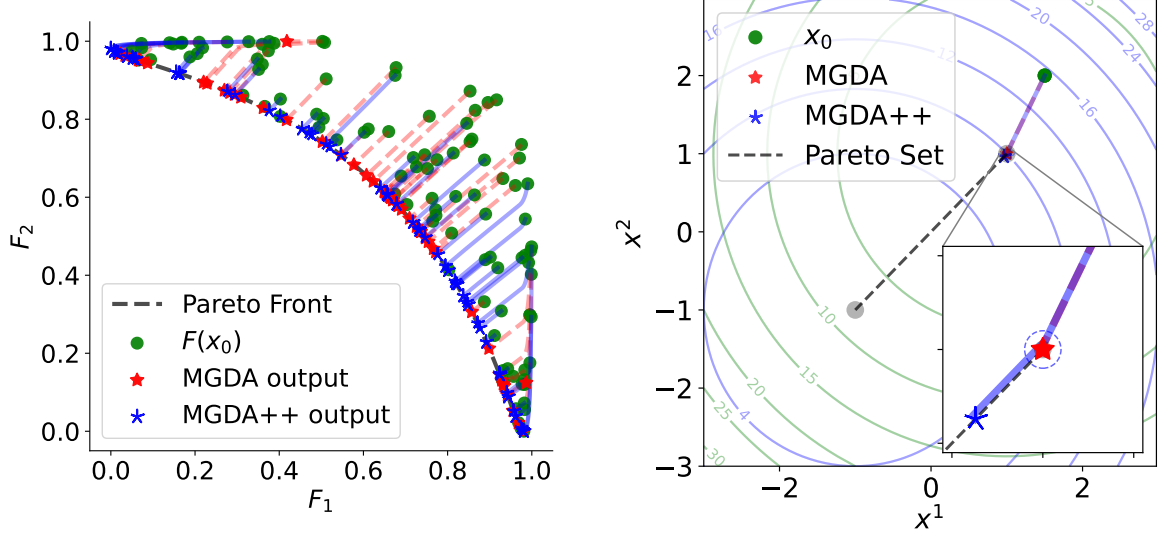 1.0
0.8
0.6
0.4
0.2
0.0
F₂
Pareto Front
F(x₀)
MGDA output
MGDA++ output
0.0 0.2 0.4 0.6 0.8 1.0
F₁
x₀
MGDA
MGDA++
Pareto Set
16
12
20
24
28
16
20
24
28
4
10
15
20
25
30
2
1
0
−1
−2
−3
x²
−2 0 2
x¹